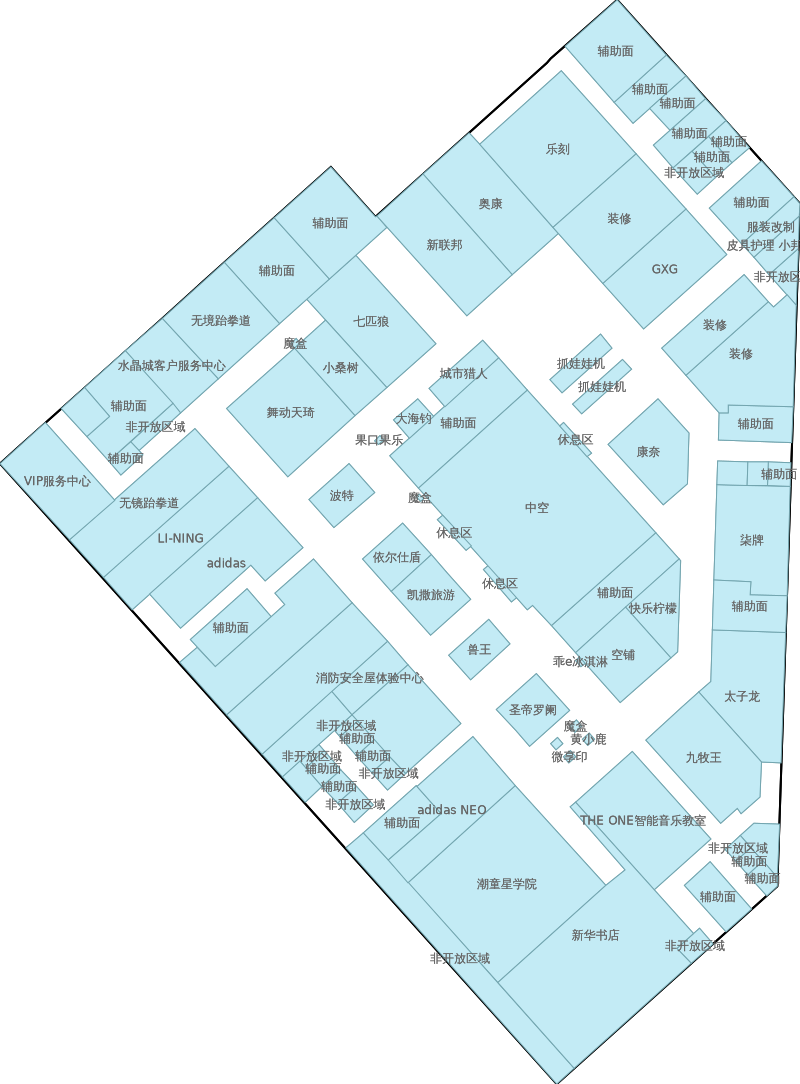 辅助面
辅助面
辅助面
辅助面
辅助面
辅助面
非开放区域
乐刻
奥康
装修
新联邦
GXG
辅助面
服装改制
皮具护理
非开放区
辅助面
辅助面
无境跆拳道
七匹狼
魔盒
小桑树
水晶城客户服务中心
舞动天琦
辅助面
非开放区域
辅助面
VIP服务中心
无镜跆拳道
LI-NING
adidas
辅助面
装修
装修
辅助面
抓娃娃机
抓娃娃机
城市猎人
大海钓
辅助面
果口果乐
休息区
康奈
辅助面
波特
魔盒
中空
休息区
柒牌
依尔仕盾
凯撒旅游
休息区
辅助面
快乐柠檬
辅助面
兽王
乖e冰淇淋
空铺
消防安全屋体验中心
圣帝罗阑
太子龙
非开放区域
辅助面
魔盒
黄小鹿
非开放区域
辅助面
辅助面
非开放区域
九牧王
辅助面
非开放区域
adidas NEO
辅助面
THE ONE智能音乐教室
非开放区域
辅助面
辅助面
潮童星学院
辅助面
新华书店
非开放区域
非开放区域